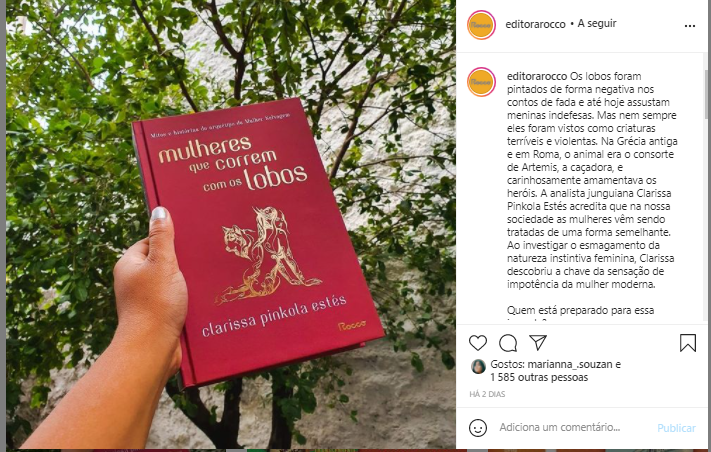 Mitos e histórias do arquétipo da Mulher Selvagem
mulheres
que correm
com os lobos
clarissa pinkola estés
Rocco
Rocco
editorarocco • A seguir
Rocco
editorarocco Os lobos foram
pintados de forma negativa nos
contos de fada e até hoje assustam
meninas indefesas. Mas nem sempre
eles foram vistos como criaturas
terríveis e violentas. Na Grécia antiga
e em Roma, o animal era o consorte
de Artemis, a caçadora, e
carinhosamente amamentava os
heróis. A analista junguiana Clarissa
Pinkola Estés acredita que na nossa
sociedade as mulheres vêm sendo
tratadas de uma forma semelhante.
Ao investigar o esmagamento da
natureza instintiva feminina, Clarissa
descobriu a chave da sensação de
impotência da mulher moderna.
Quem está preparado para essa
Gostos: marianna_.souzan e
1 585 outras pessoas
HÁ 2 DIAS
Adiciona um comentário... Publicar